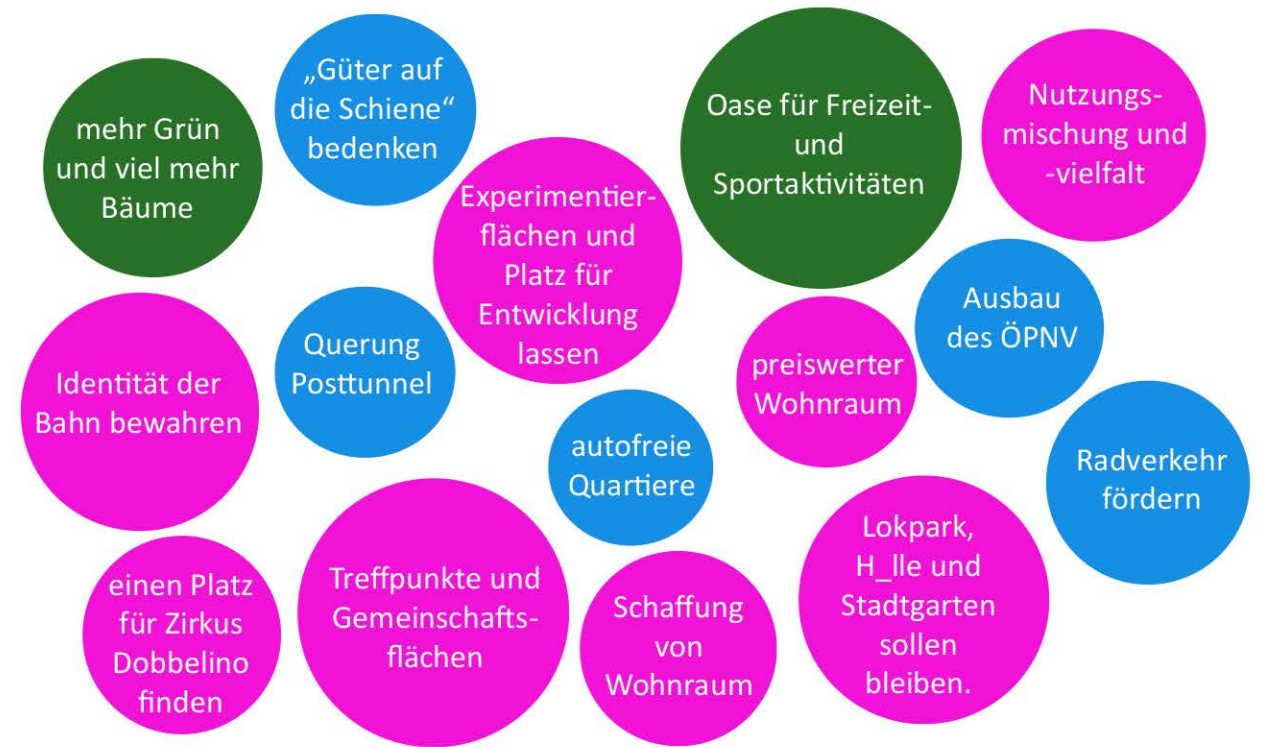 mehr Grün
und viel mehr
Bäume
„Güter auf
die Schiene“
bedenken
Experimentier-
flächen und
Platz für
Entwicklung
lassen
Oase für Freizeit-
und
Sportaktivitäten
Nutzungs-
mischung und
-vielfalt
Identität der
Bahn bewahren
Querung
Posttunnel
autofreie
Quartiere
preiswerter
Wohnraum
Ausbau
des ÖPNV
Radverkehr
fördern
einen Platz
für Zirkus
Dobbelino
finden
Treffpunkte und
Gemeinschafts-
flächen
Schaffung
von
Wohnraum
Lokpark,
H_lle und
Stadtgarten
sollen
bleiben.